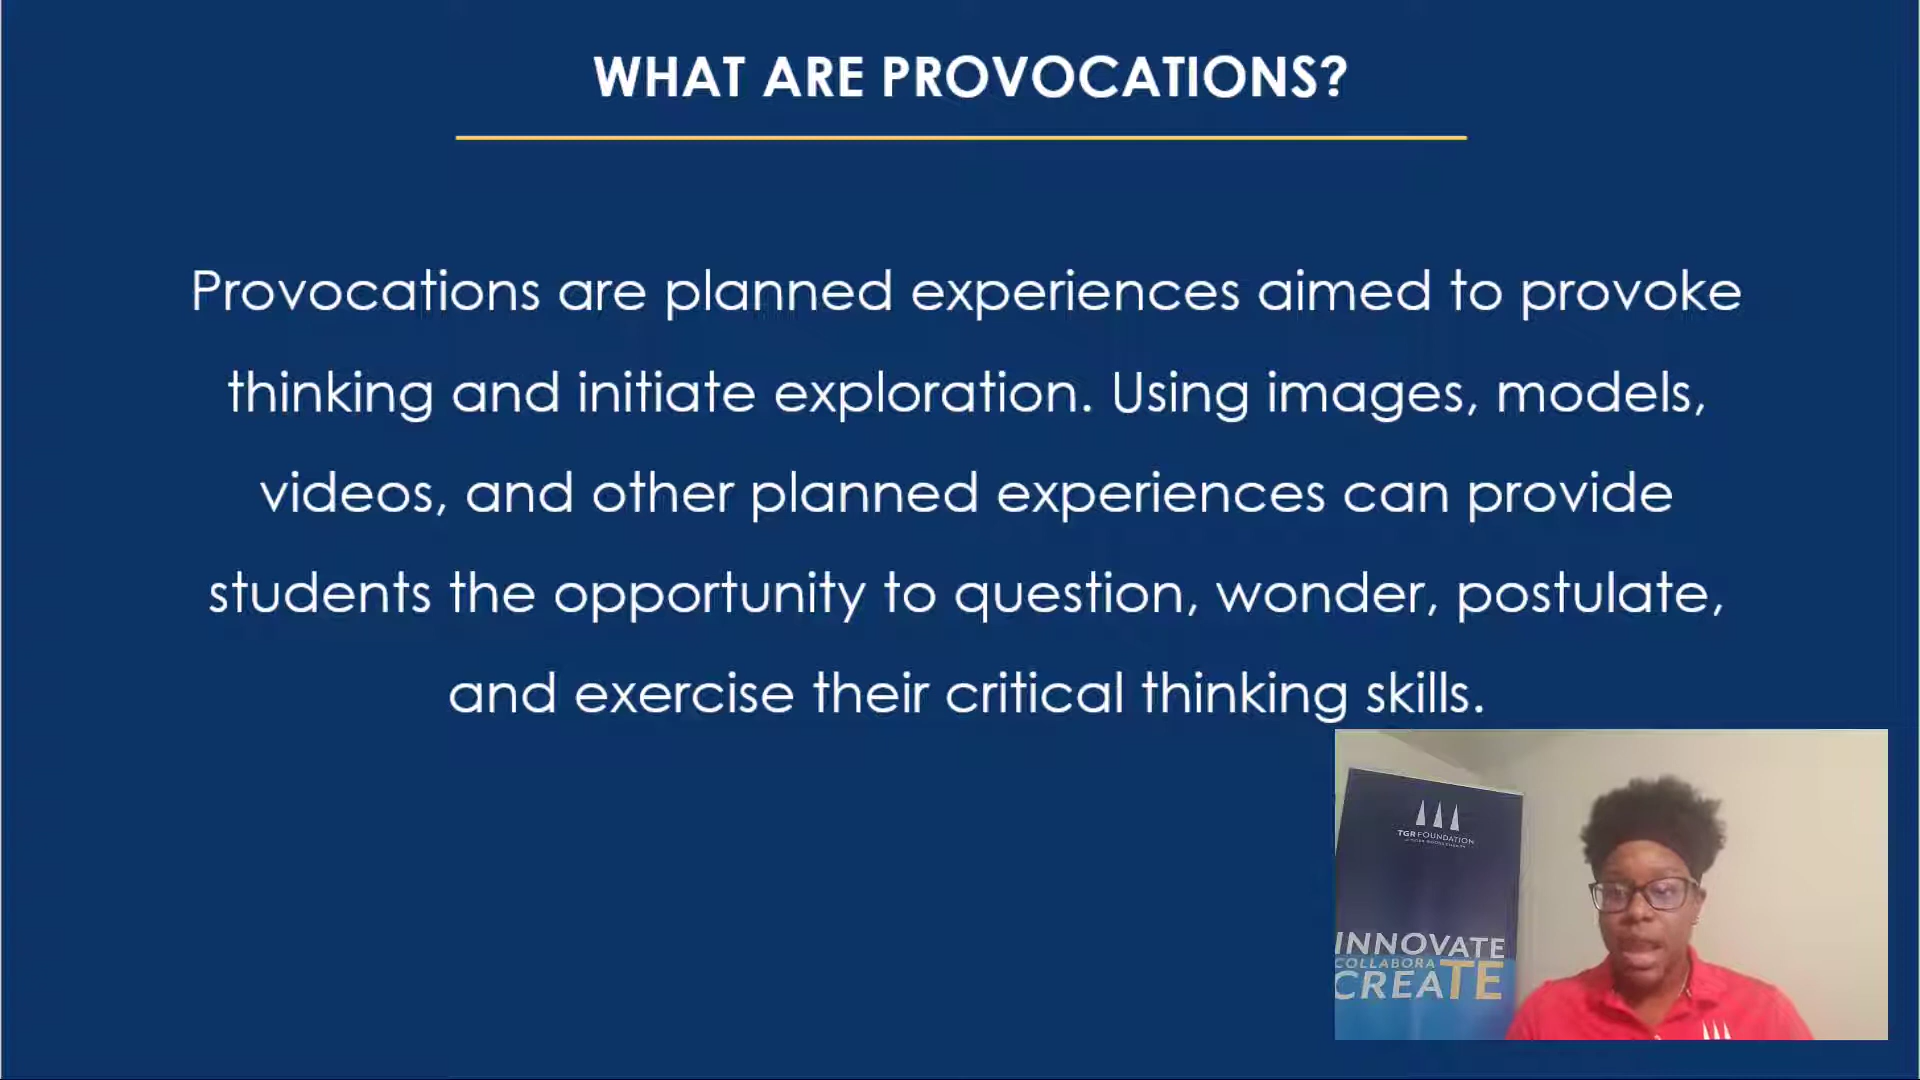 WHAT ARE PROVOCATIONS?
Provocations are planned experiences aimed to provoke
thinking and initiate exploration. Using images, models,
videos, and other planned experiences can provide
students the opportunity to question, wonder, postulate,
and exercise their critical thinking skills.
TGR FOUNDATION
INNOVATE
COLLABORA
CREATE